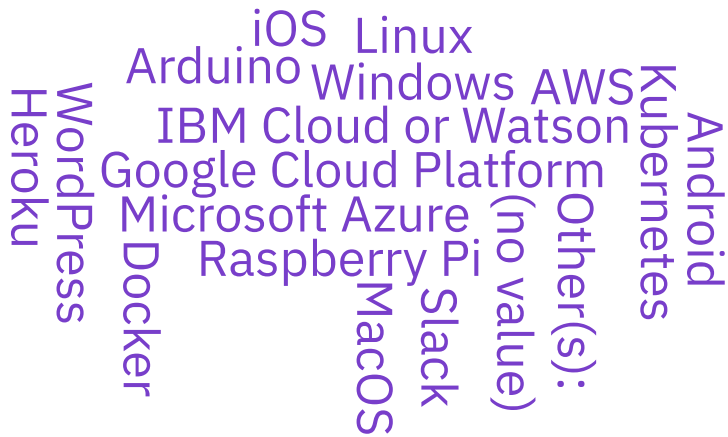 iOS
Linux
Arduino
Windows
AWS
IBM Cloud or Watson
Google Cloud Platform
Microsoft Azure
Raspberry Pi
Heroku
WordPress
Docker
MacOS
Slack
(no value)
Other(s):
Kubernetes
Android